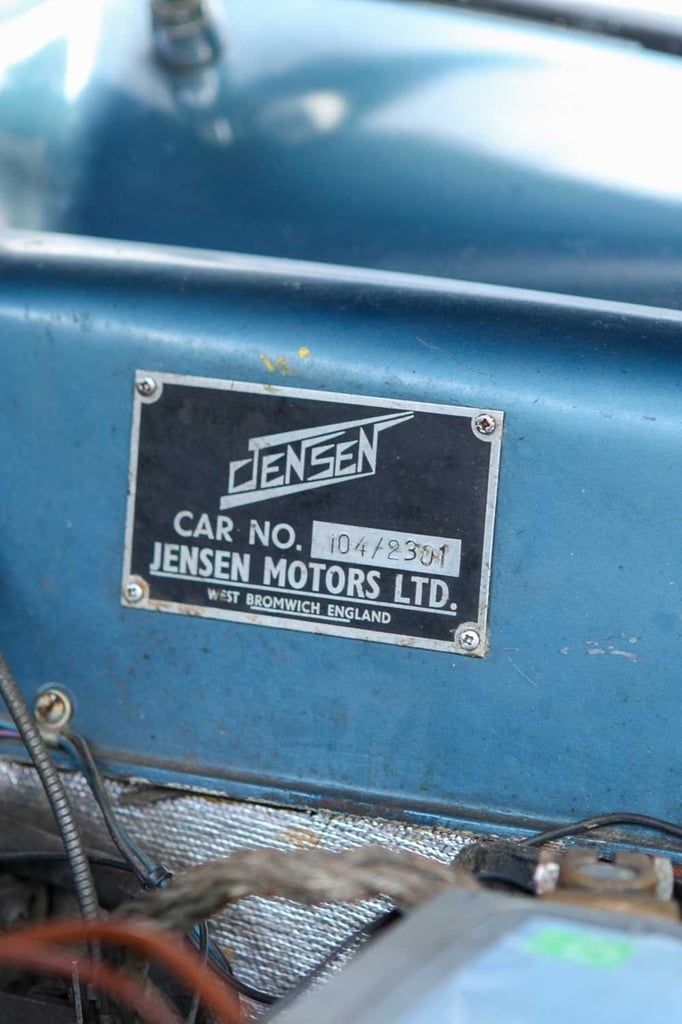 JENSEN
CAR NO. 104/2301
JENSEN MOTORS LTD.
WEST BROMWICH ENGLAND